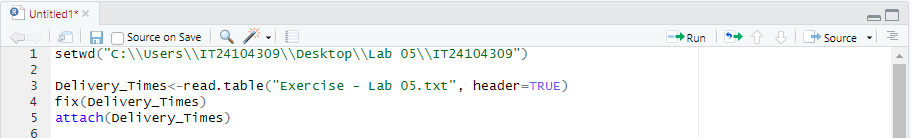 Untitled1*
Source on Save
Run
Source
1 setwd("C:\\Users\\IT24104309\\Desktop\\Lab 05\\IT24104309")
2
3 Delivery_Times<-read.table("Exercise - Lab 05.txt", header=TRUE)
4 fix(Delivery_Times)
5 attach(Delivery_Times)
6